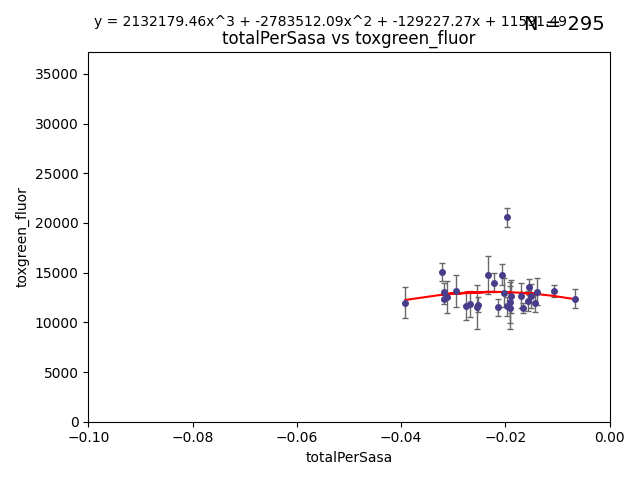 y = 2132179.46x^3 + -2783512.09x^2 + -129227.27x +
N = 295
totalPerSasa vs toxgreen_fluor
35000
30000
25000
20000
15000
10000
5000
0
toxgreen_fluor
−0.10
−0.08
−0.06
−0.04
−0.02
0.00
totalPerSasa